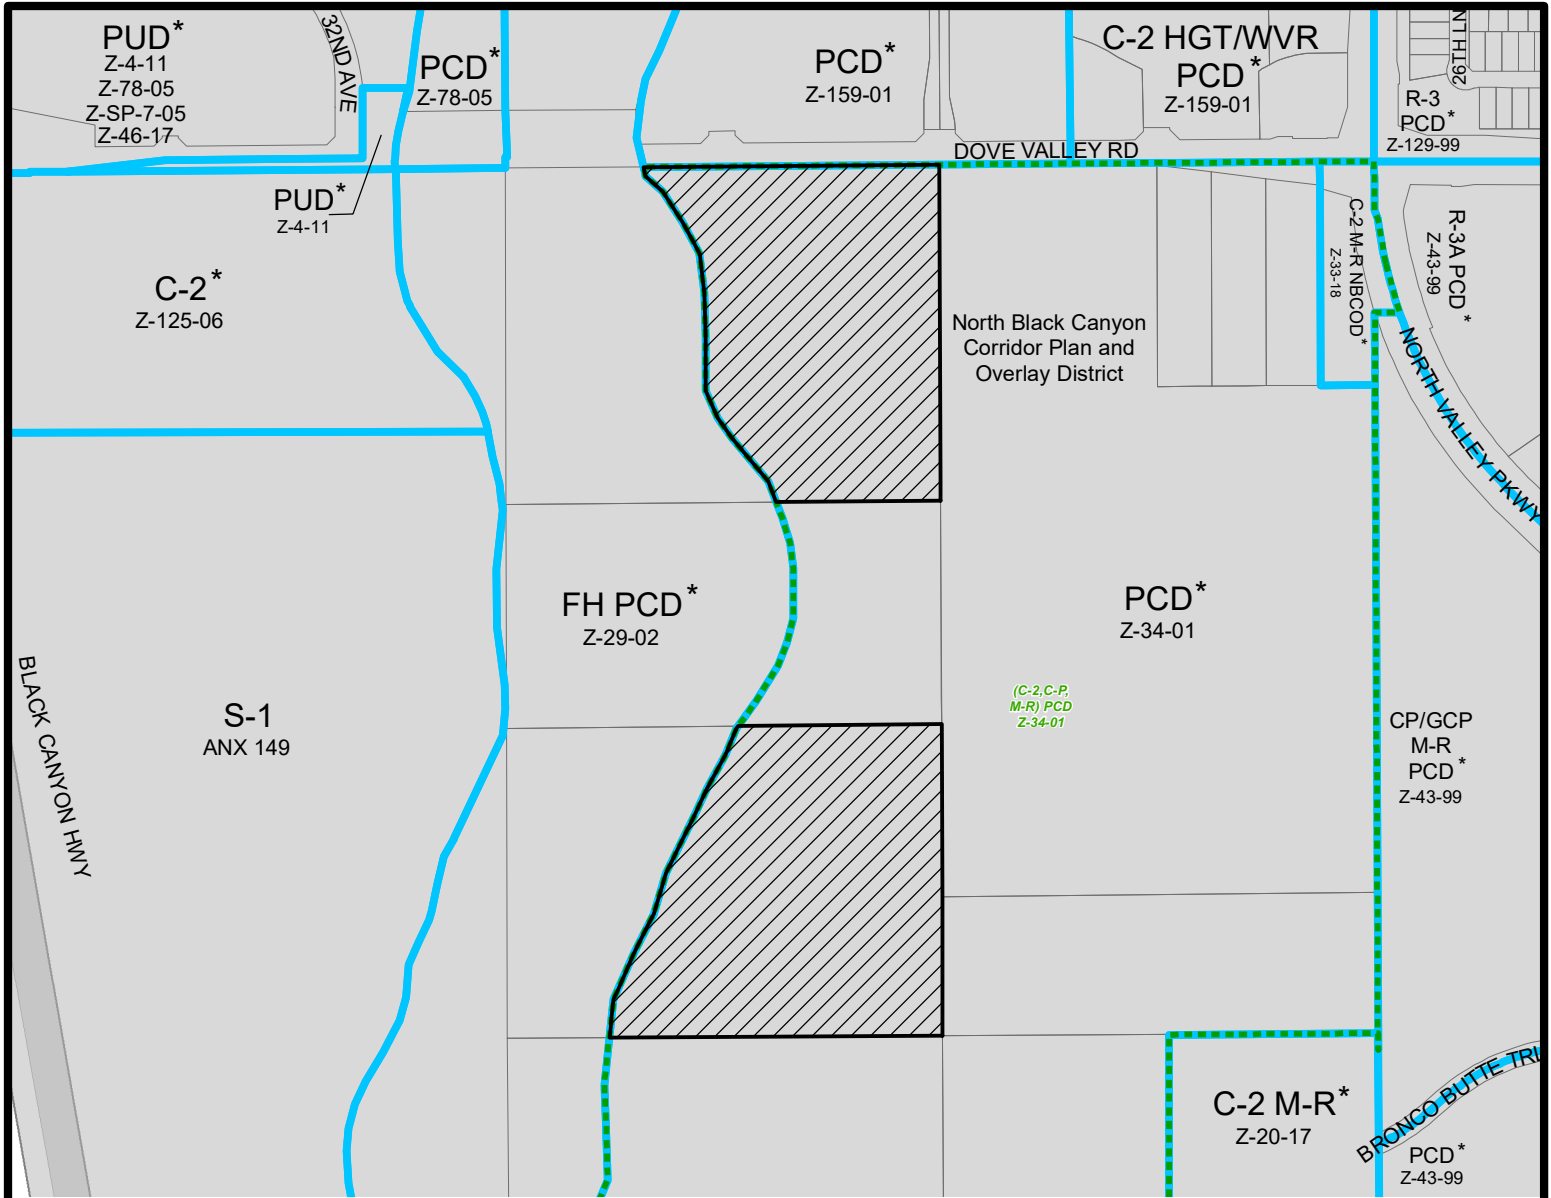 PUD*
Z-4-11
Z-78-05
Z-SP-7-05
Z-46-17
32ND AVE
PCD*
Z-78-05
PCD*
Z-159-01
C-2 HGT/WVR
PCD*
Z-159-01
26TH LN
R-3
PCD*
Z-129-99
DOVE VALLEY RD
PUD*
Z-4-11
C-2*
Z-125-06
North Black Canyon
Corridor Plan and
Overlay District
C-2 M-R NBCOD*
Z-33-18
R-3A PCD*
Z-43-99
NORTH VALLEY PKWY
FH PCD*
Z-29-02
PCD*
Z-34-01
(C-2,C-P,
M-R) PCD
Z-34-01
S-1
ANX 149
BLACK CANYON HWY
CP/GCP
M-R
PCD*
Z-43-99
C-2 M-R*
Z-20-17
BRONCO BUTTE TRL
PCD*
Z-43-99